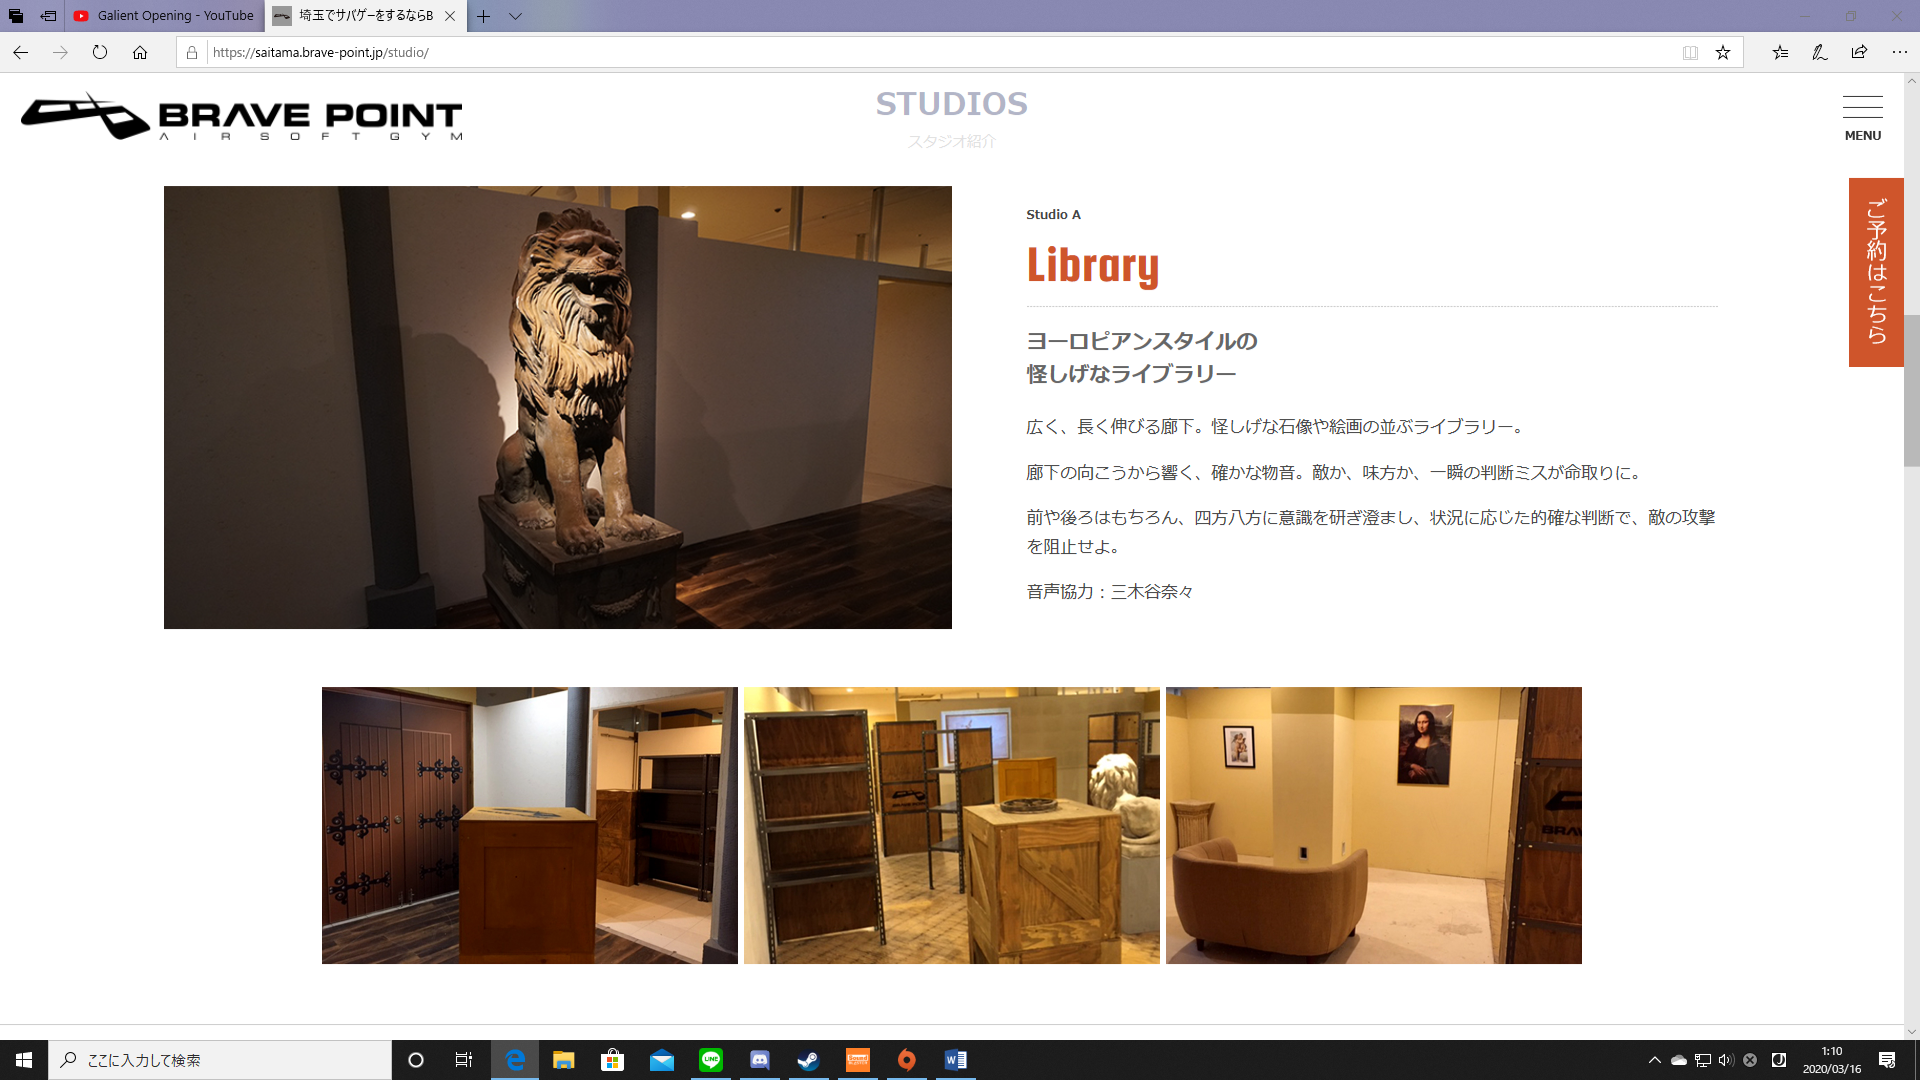 Galient Opening - YouTube
埼玉でサバゲーをするならB
https://saitama.brave-point.jp/studio/
BRAVE POINT
AIRSOFT GYM
STUDIOS
スタジオ紹介
MENU
ご予約はこちら
Studio A
Library
ヨーロピアンスタイルの
怪しげなライブラリー
広く、長く伸びる廊下。怪しげな石像や絵画の並ぶライブラリー。
廊下の向こうから響く、確かな物音。敵か、味方か、一瞬の判断ミスが命取りに。
前や後ろはもちろん、四方八方に意識を研ぎ澄まし、状況に応じた的確な判断で、敵の攻撃
を阻止せよ。
音声協力：三木谷奈々
BRAVE POINT
BRAV
ここに入力して検索
LINE
1:10
2020/03/16